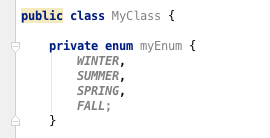 public class MyClass {
private enum myEnum {
WINTER,
SUMMER,
SPRING,
FALL;
}